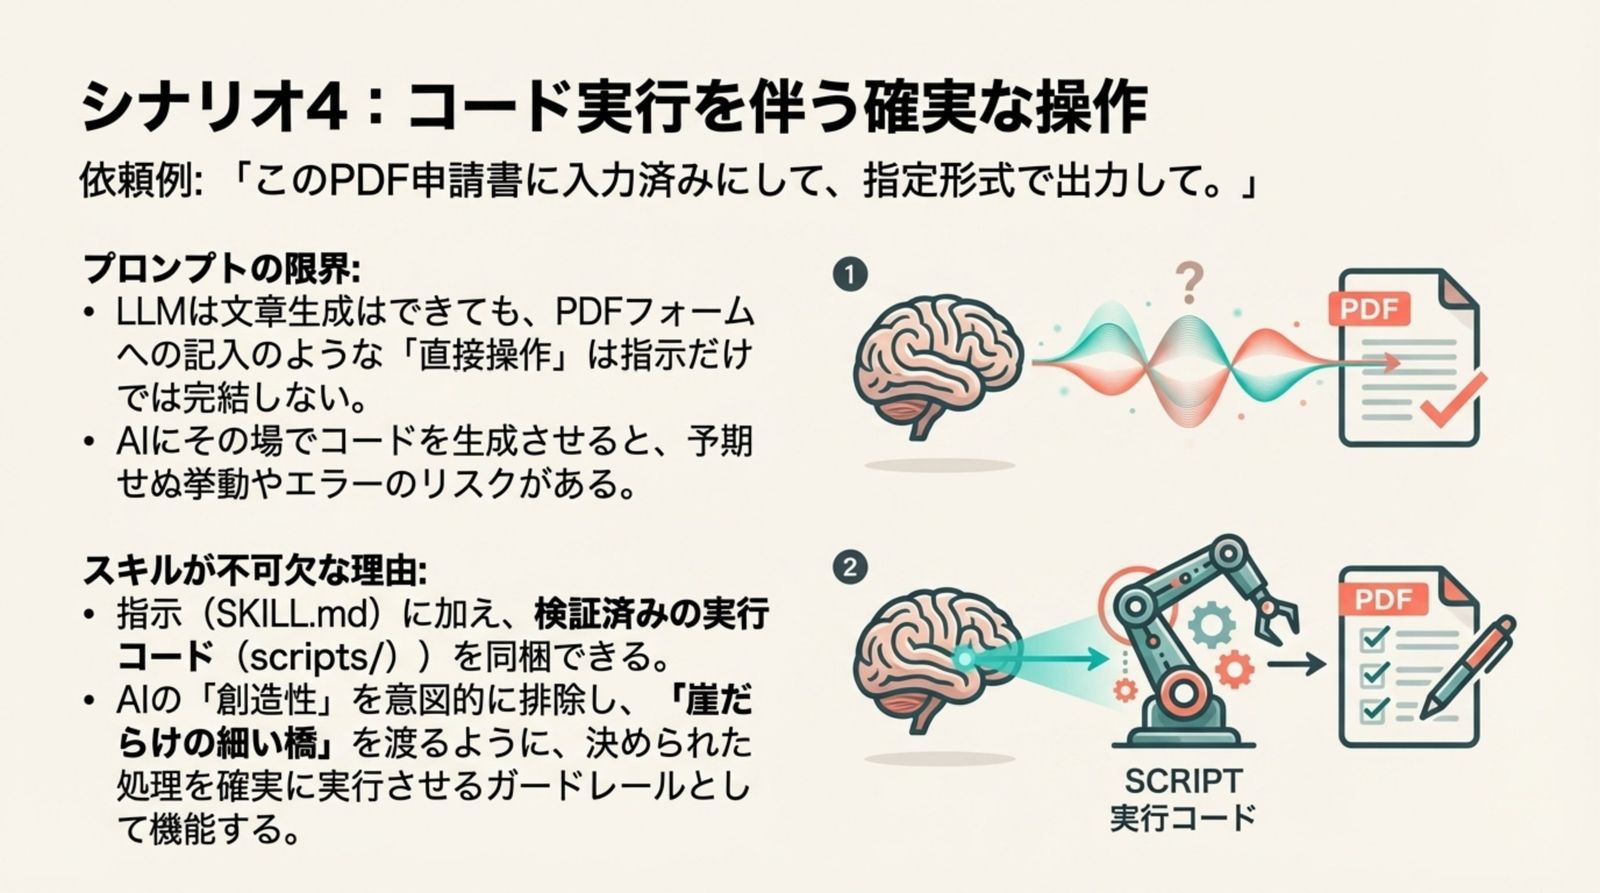 シナリオ4：コード実行を伴う確実な操作
依頼例: 「このPDF申請書に入力済みにして、指定形式で出力して。」
プロンプトの限界:
• LLMは文章生成はできても、PDFフォーム
への記入のような「直接操作」は指示だけ
では完結しない。
• AIにその場でコードを生成させると、予期
せぬ挙動やエラーのリスクがある。
スキルが不可欠な理由:
• 指示（SKILL.md）に加え、検証済みの実行
コード（scripts/））を同梱できる。
• AIの「創造性」を意図的に排除し、「崖だ
らけの細い橋」を渡るように、決められた
処理を確実に実行させるガードレールとし
て機能する。
1
?
PDF
2
PDF
SCRIPT
実行コード